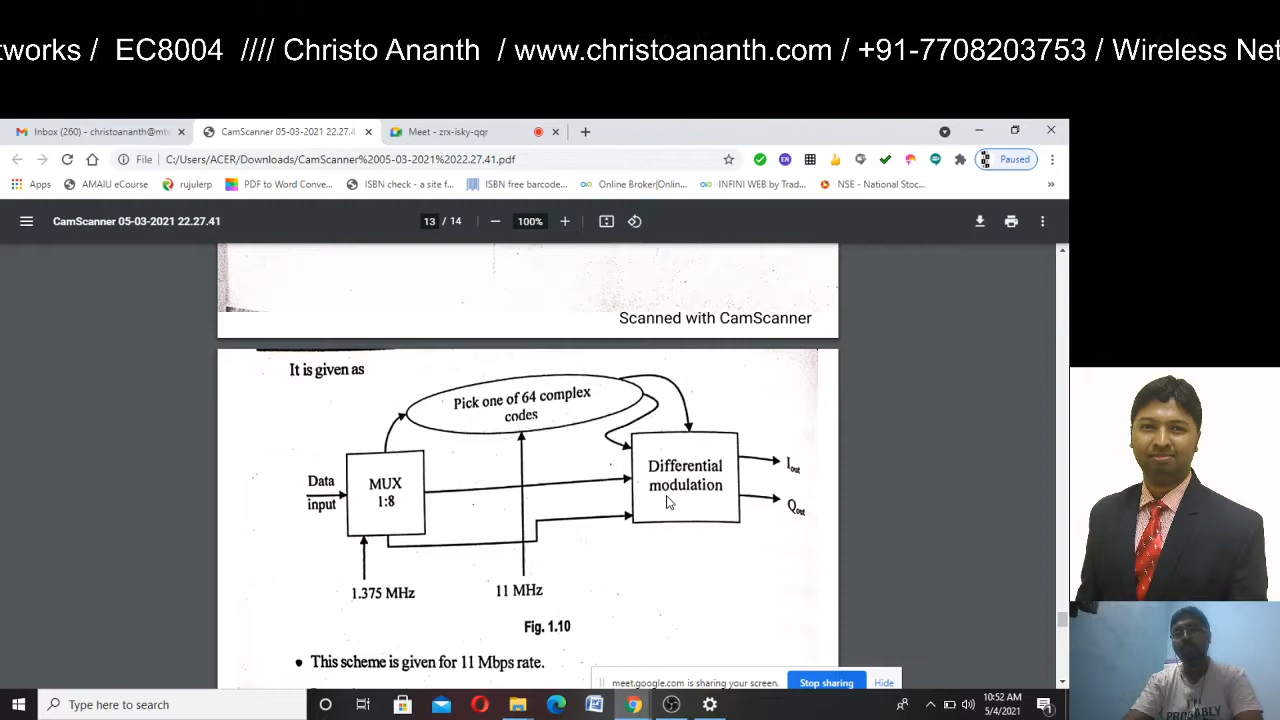 tworks / EC8004 //// Christo Ananth / www.christoananth.com / +91-7708203753 / Wireless Net
Inbox (260) - christoananth@mte
CamScanner 05-03-2021 22.27.4
Meet - zrx-isky-qqr
File
C:/Users/ACER/Downloads/CamScanner%2005-03-2021%2022.27.41.pdf
EN
Paused
Apps
AMAIU eCourse
rujulerp
PDF to Word Conve...
ISBN check - a site f...
ISBN free barcode...
Online Broker|Online...
INFINI WEB by Trad...
NSE - National Stoc...
»
CamScanner 05-03-2021 22.27.41
13 / 14
100%
Scanned with CamScanner
It is given as
Pick one of 64 complex
codes
Data
input
MUX
1:8
Differential
modulation
Iout
Qout
1.375 MHz
11 MHz
Fig. 1.10
• This scheme is given for 11 Mbps rate.
meet.google.com is sharing your screen.
Stop sharing
Hide
Type here to search
10:52 AM
5/4/2021
PROBABLY